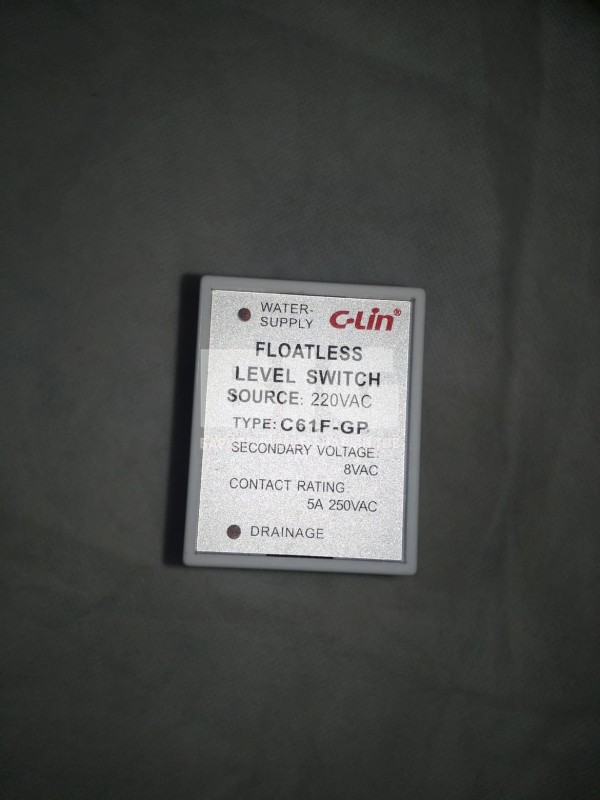 WATER-
SUPPLY
C-Lin®
FLOATLESS
LEVEL SWITCH
SOURCE: 220VAC
TYPE: C61F-GP
SECONDARY VOLTAGE:
8VAC
CONTACT RATING
5A 250VAC
DRAINAGE